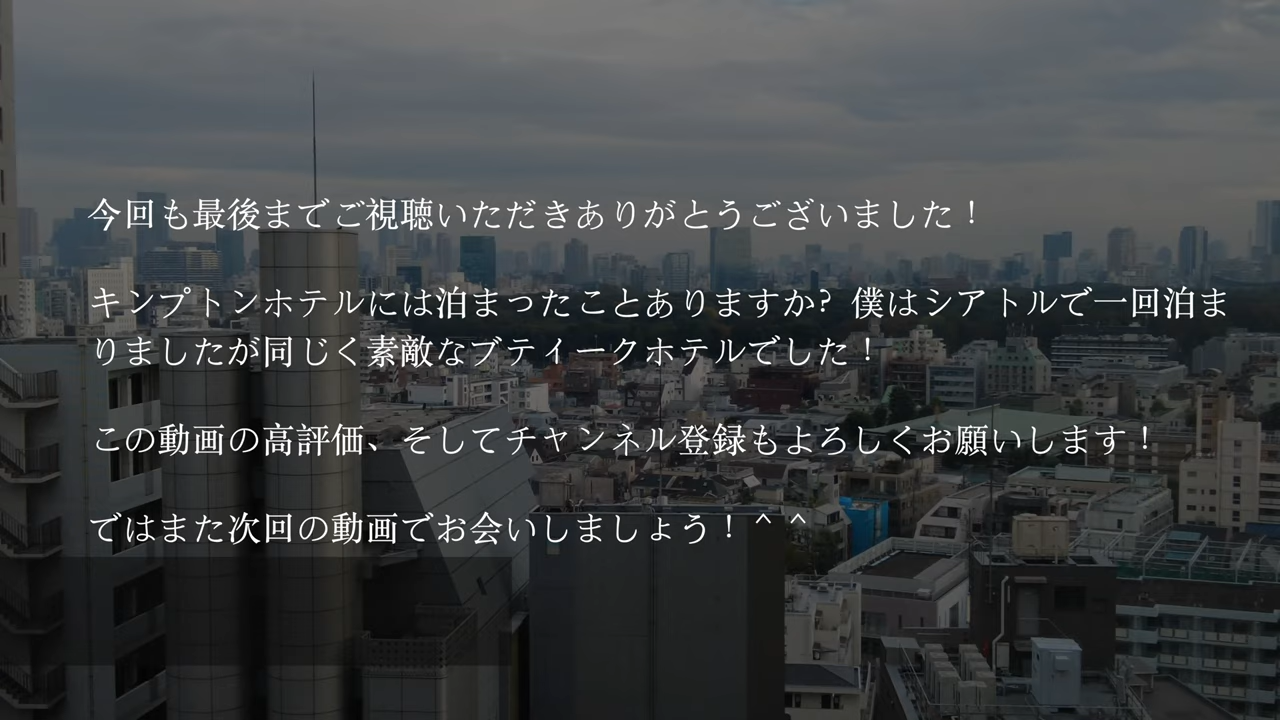 今回も最後までご視聴いただきありがとうございました！
キンプトンホテルには泊まったことありますか? 僕はシアトルで一回泊ま
りましたが同じく素敵なブティークホテルでした！
この動画の高評価、そしてチャンネル登録もよろしくお願いします！
ではまた次回の動画でお会いしましょう！^ ^